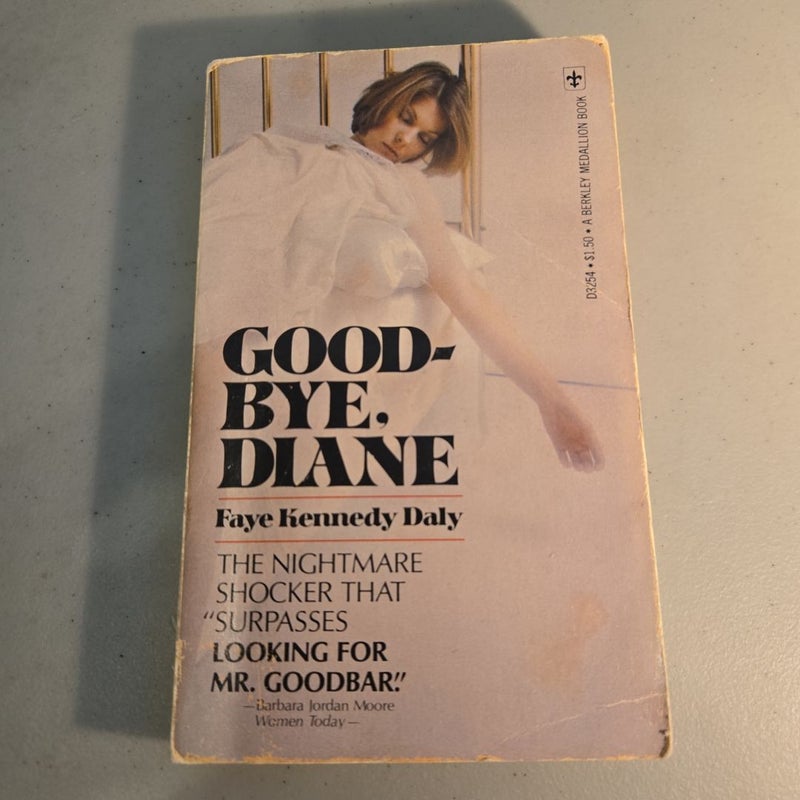 D3254 • $1.50 • A BERKLEY MEDALLION BOOK
GOOD-
BYE,
DIANE
Faye Kennedy Daly
THE NIGHTMARE
SHOCKER THAT
“SURPASSES
LOOKING FOR
MR. GOODBAR.”
—Barbara Jordan Moore
Women Today—